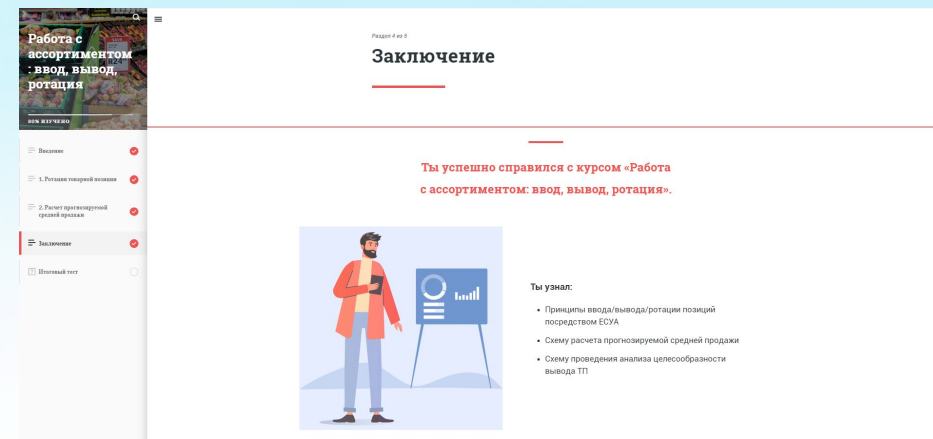 Работа с
ассортиментом
: ввод, вывод,
ротация
80% ИЗУЧЕНО
Введение
1. Ротация товарной позиции
2. Расчет прогнозируемой
средней продажи
Заключение
Итоговый тест
Раздел 4 из 5
Заключение
Ты успешно справился с курсом «Работа
с ассортиментом: ввод, вывод, ротация».
Ты узнал:
• Принципы ввода/вывода/ротации позиций
посредством ЕСУА
• Схему расчета прогнозируемой средней продажи
• Схему проведения анализа целесообразности
вывода ТП